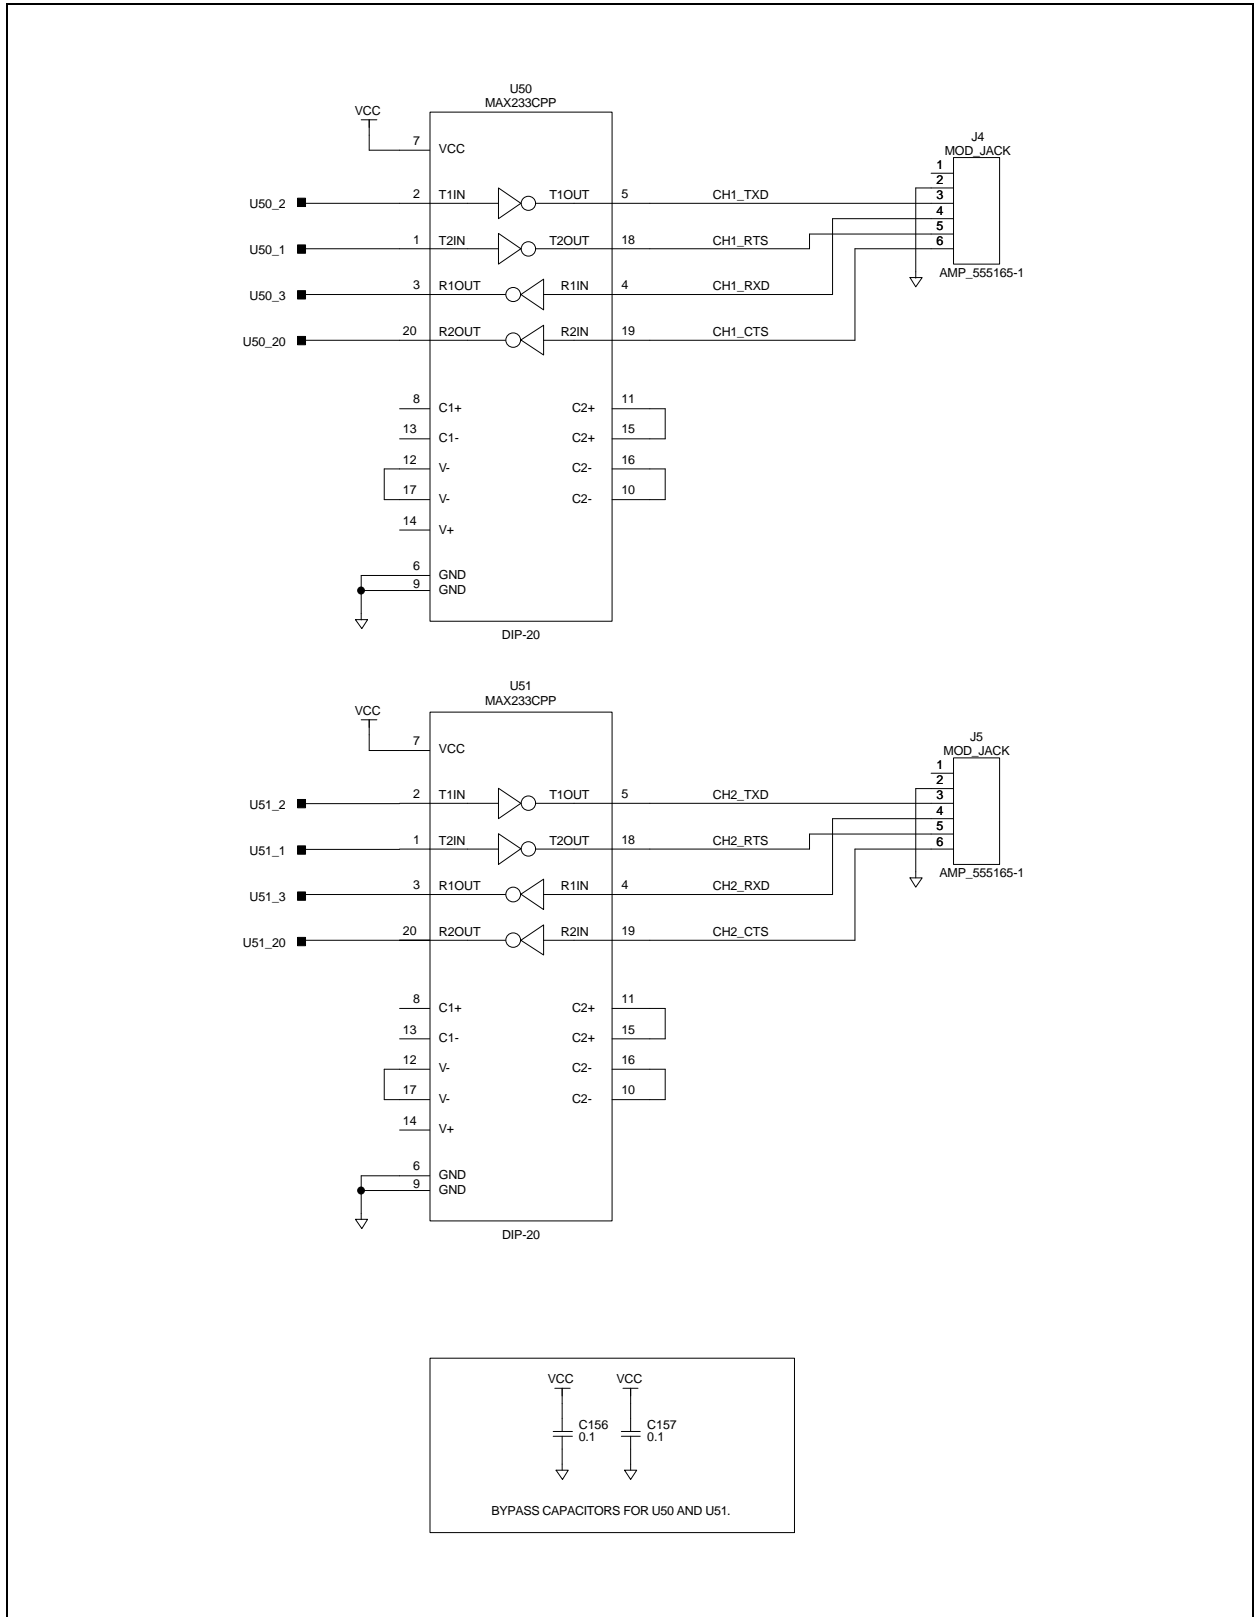 U50
MAX233CPP
VCC
7 VCC
J4
MOD_JACK
1
2
3
4
5
6
AMP_555165-1
U50_2 2 T1IN T1OUT 5 CH1_TXD
U50_1 1 T2IN T2OUT 18 CH1_RTS
U50_3 3 R1OUT R1IN 4 CH1_RXD
U50_20 20 R2OUT R2IN 19 CH1_CTS
8 C1+ C2+ 11
13 C1- C2+ 15
12 V- C2- 16
17 V- C2- 10
14 V+
6 GND
9 GND
DIP-20
U51
MAX233CPP
VCC
7 VCC
J5
MOD_JACK
1
2
3
4
5
6
AMP_555165-1
U51_2 2 T1IN T1OUT 5 CH2_TXD
U51_1 1 T2IN T2OUT 18 CH2_RTS
U51_3 3 R1OUT R1IN 4 CH2_RXD
U51_20 20 R2OUT R2IN 19 CH2_CTS
8 C1+ C2+ 11
13 C1- C2+ 15
12 V- C2- 16
17 V- C2- 10
14 V+
6 GND
9 GND
DIP-20
VCC VCC
C156 C157
0.1 0.1
BYPASS CAPACITORS FOR U50 AND U51.